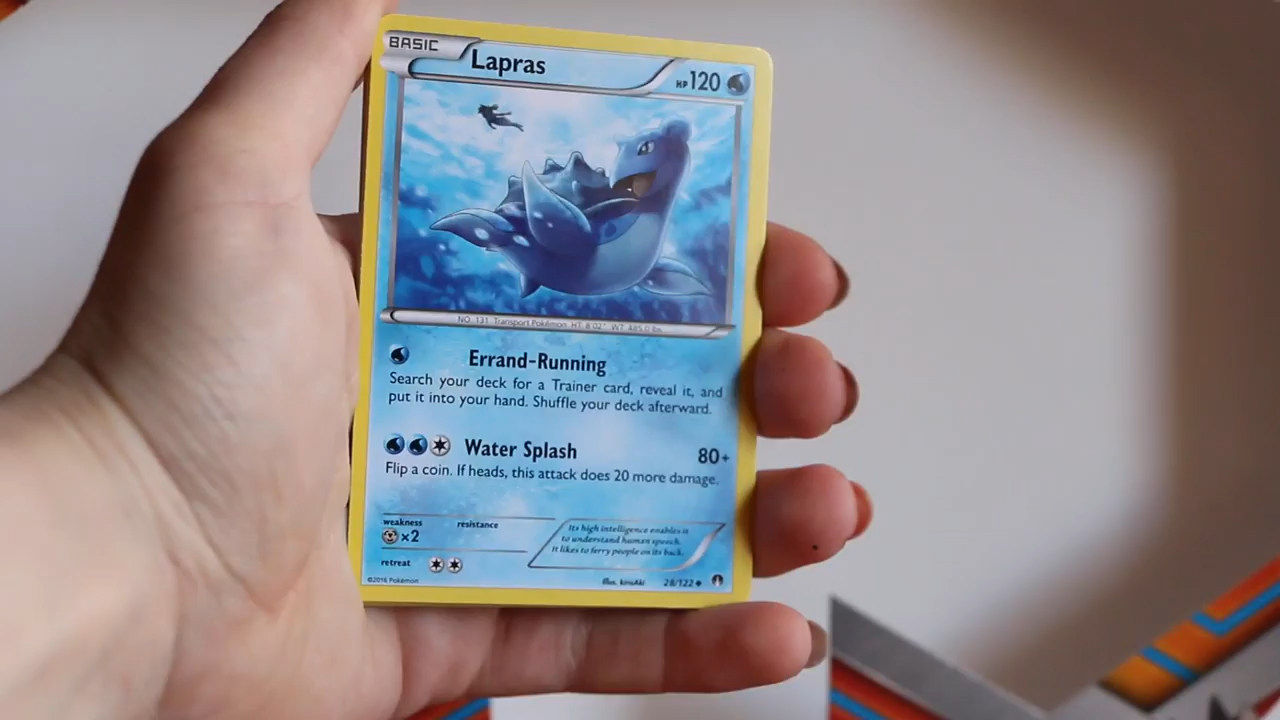 BASIC
Lapras
HP120
NO. 131 Transport Pokémon HT: 8'02" WT: 485.0 lbs.
Errand-Running
Search your deck for a Trainer card, reveal it, and
put it into your hand. Shuffle your deck afterward.
Water Splash 80+
Flip a coin. If heads, this attack does 20 more damage.
weakness resistance
×2
retreat
Its high intelligence enables it
to understand human speech.
It likes to ferry people on its back.
©2016 Pokémon Illus. kirisAki 28/122